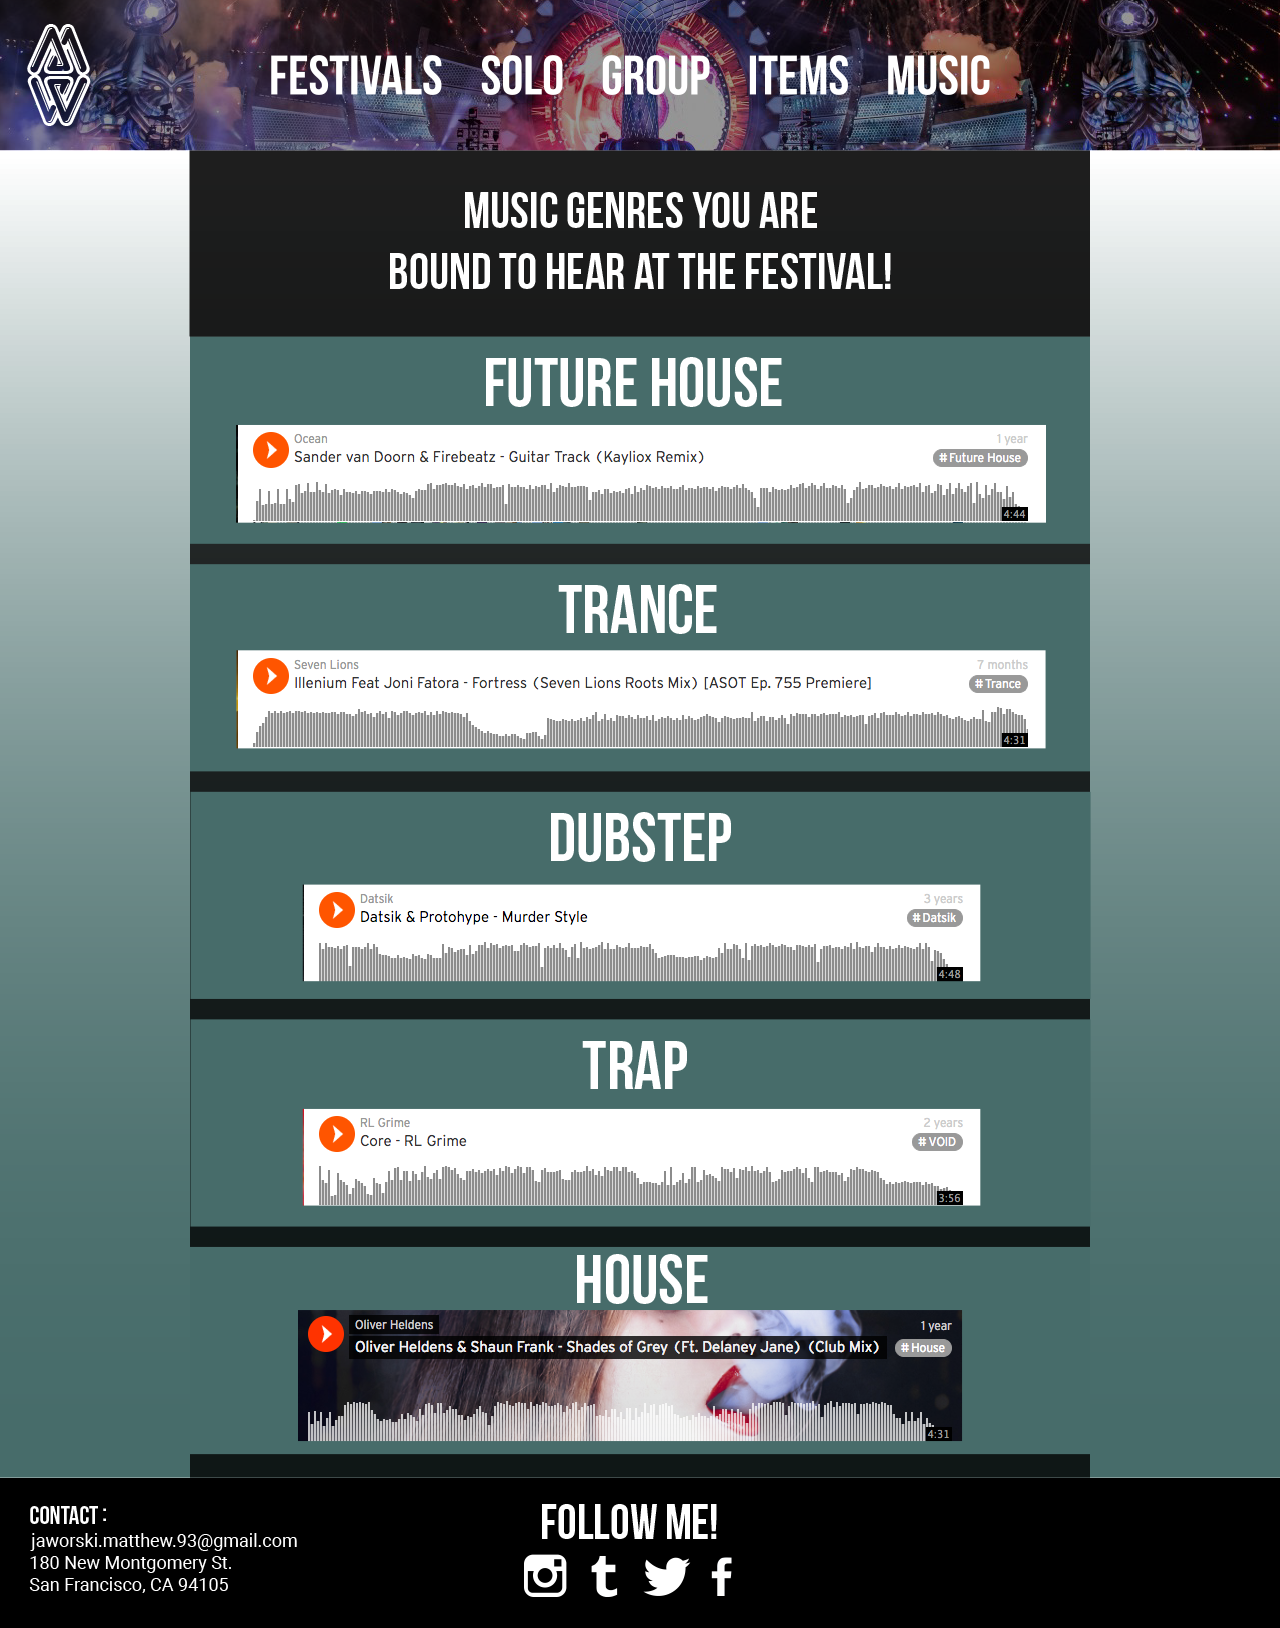 FESTIVALS SOLO GROUP ITEMS MUSIC
MUSIC GENRES YOU ARE
BOUND TO HEAR AT THE FESTIVAL!
FUTURE HOUSE
Ocean 1 year
Sander van Doorn & Firebeatz - Guitar Track (Kayliox Remix) # Future House
4:44
TRANCE
Seven Lions 7 months
Illenium Feat Joni Fatora - Fortress (Seven Lions Roots Mix) [ASOT Ep. 755 Premiere] # Trance
4:31
DUBSTEP
Datsik 3 years
Datsik & Protohype - Murder Style # Datsik
4:48
TRAP
RL Grime 2 years
Core - RL Grime # VOID
3:56
HOUSE
Oliver Heldens 1 year
Oliver Heldens & Shaun Frank - Shades of Grey (Ft. Delaney Jane) (Club Mix) # House
4:31
CONTACT :
jaworski.matthew.93@gmail.com
180 New Montgomery St.
San Francisco, CA 94105
FOLLOW ME!